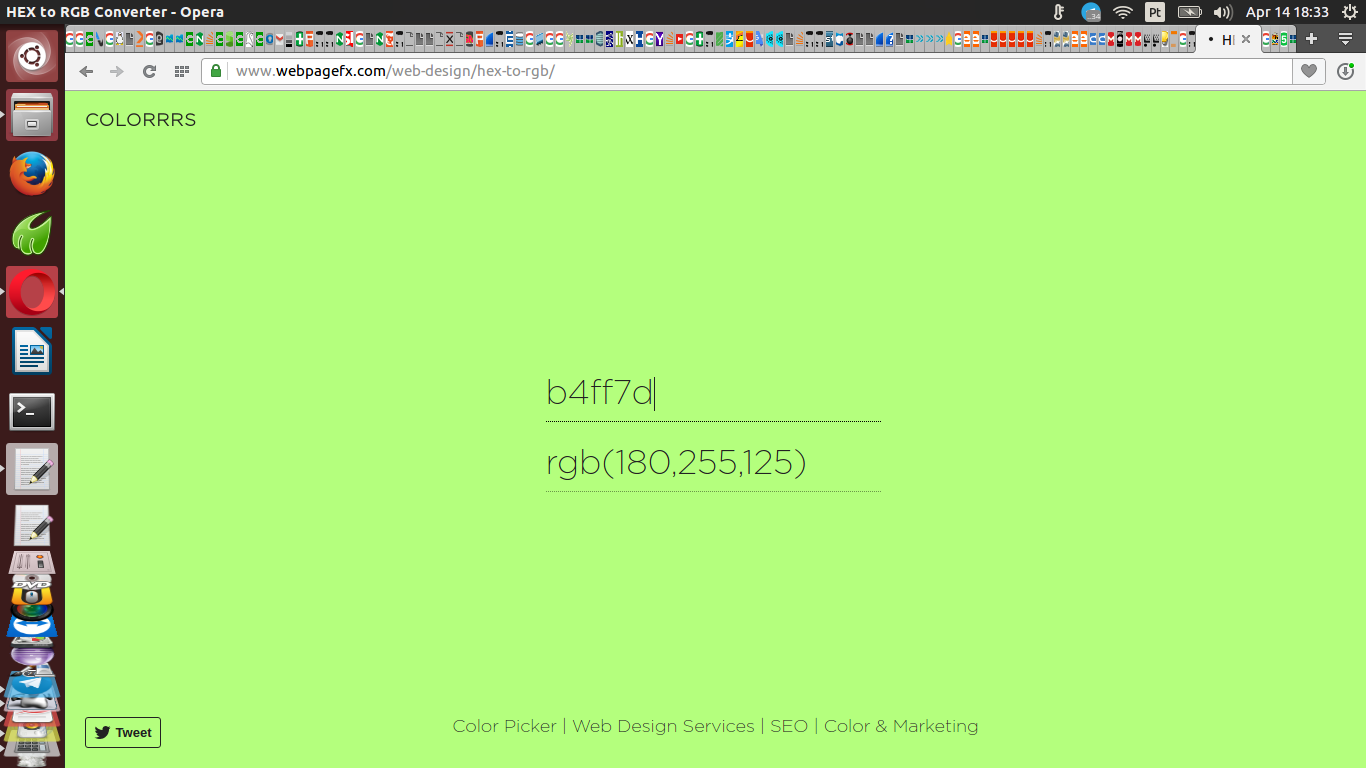 HEX to RGB Converter - Opera
34
Pt
Apr 14 18:33
www.webpagefx.com/web-design/hex-to-rgb/
COLORRRS
b4ff7d
rgb(180,255,125)
Tweet
Color Picker | Web Design Services | SEO | Color & Marketing